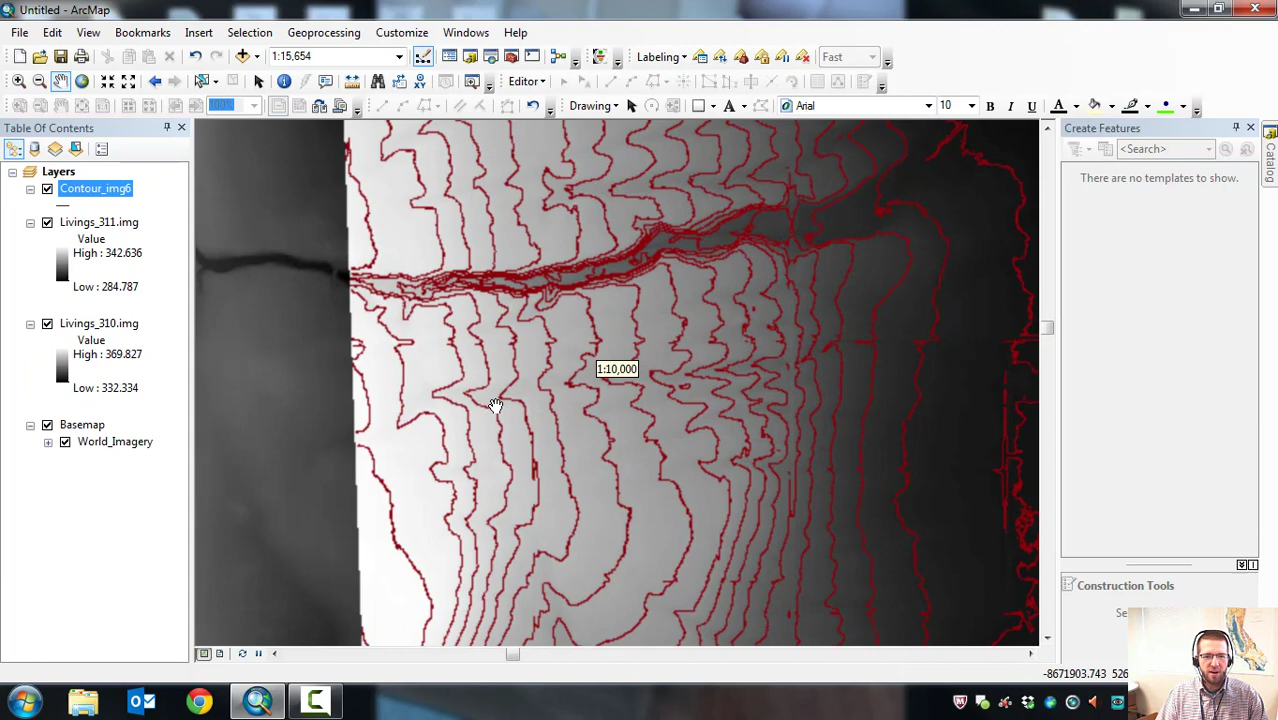 Untitled - ArcMap
File Edit View Bookmarks Insert Selection Geoprocessing Customize Windows Help
1:15,654 Labeling Fast
Editor
100% Drawing A Arial 10 B I U A
Table Of Contents
Create Features
<Search>
There are no templates to show.
Catalog
Layers
Contour_img6
Livings_311.img
Value
High : 342.636
Low : 284.787
Livings_310.img
Value
High : 369.827
Low : 332.334
Basemap
World_Imagery
1:10,000
Construction Tools
Se
-8671903.743 526